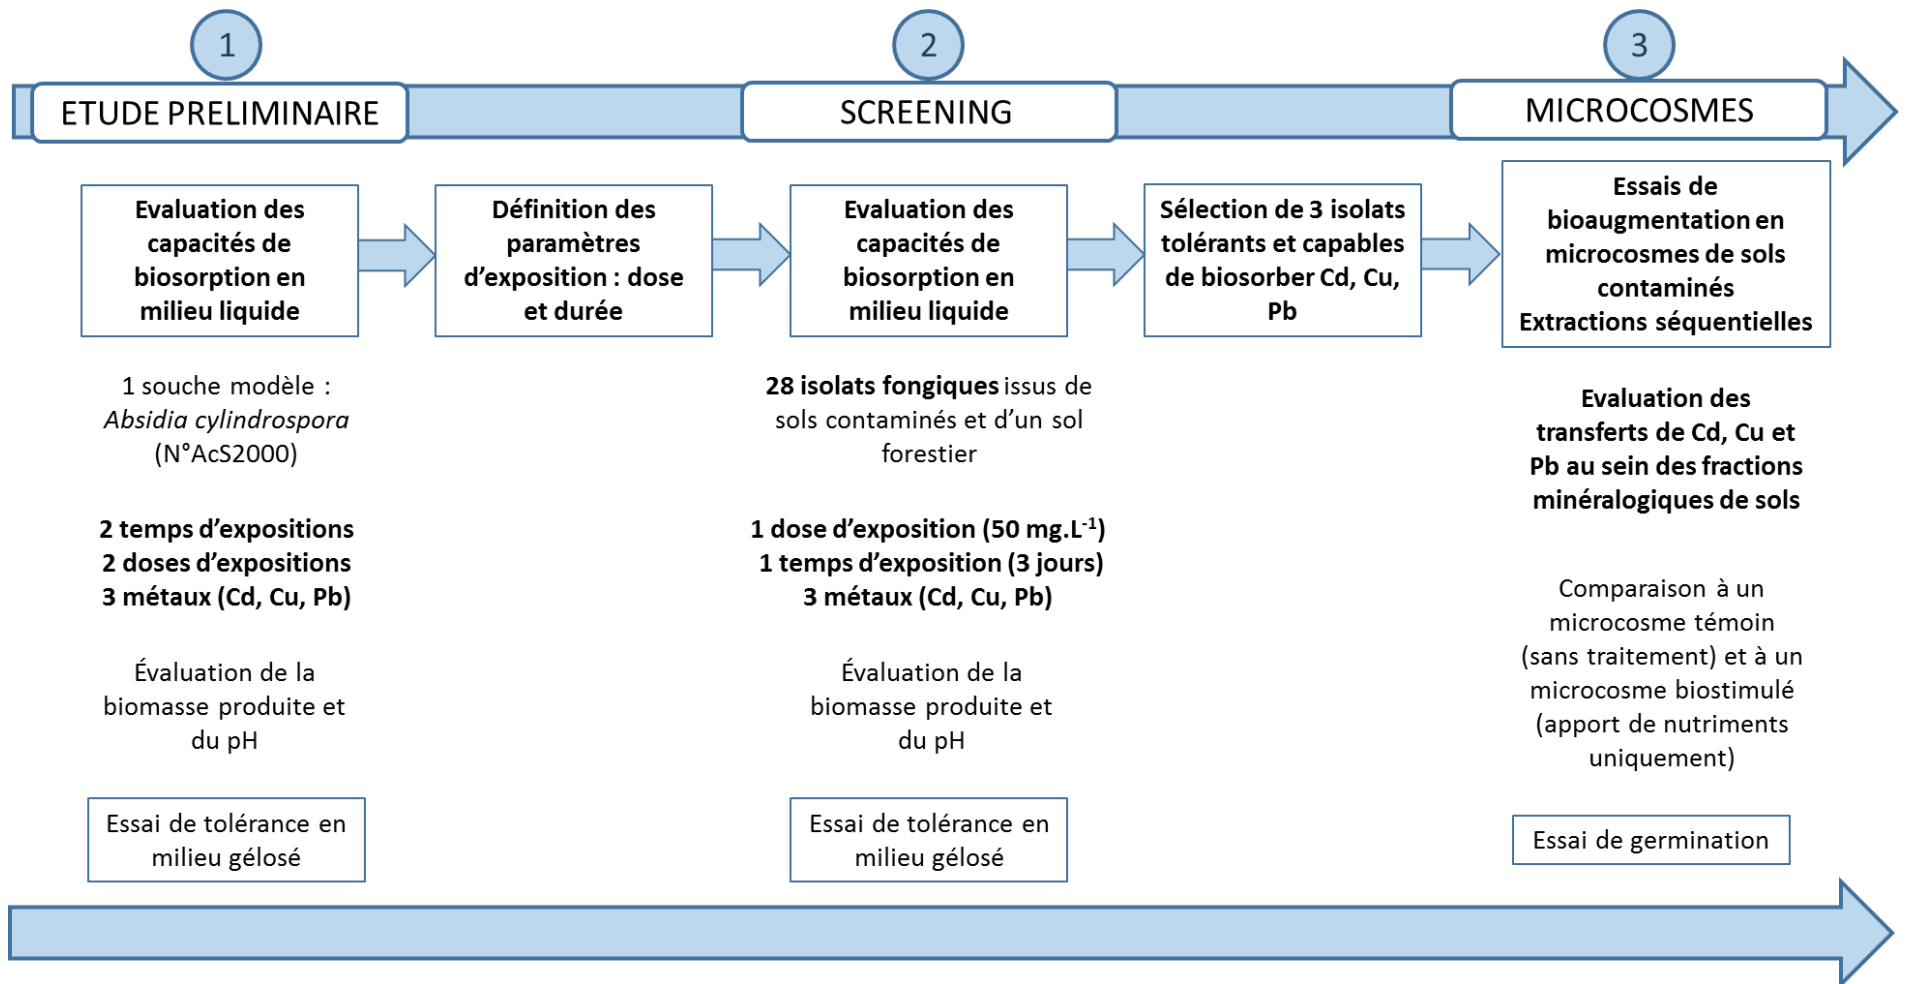 1
2
3
ETUDE PRELIMINAIRE
SCREENING
MICROCOSMES
Evaluation des
capacités de
biosorption en
milieu liquide
Définition des
paramètres
d’exposition : dose
et durée
Evaluation des
capacités de
biosorption en
milieu liquide
Sélection de 3 isolats
tolérants et capables
de biosorber Cd, Cu,
Pb
Essais de
bioaugmentation en
microcosmes de sols
contaminés
Extractions séquentielles
1 souche modèle :
Absidia cylindrospora
(N°AcS2000)
2 temps d’expositions
2 doses d’expositions
3 métaux (Cd, Cu, Pb)
Évaluation de la
biomasse produite et
du pH
Essai de tolérance en
milieu gélosé
28 isolats fongiques issus de
sols contaminés et d’un sol
forestier
1 dose d’exposition (50 mg.L-1)
1 temps d’exposition (3 jours)
3 métaux (Cd, Cu, Pb)
Évaluation de la
biomasse produite et
du pH
Essai de tolérance en
milieu gélosé
Evaluation des
transferts de Cd, Cu et
Pb au sein des fractions
minéralogiques de sols
Comparaison à un
microcosme témoin
(sans traitement) et à un
microcosme biostimulé
(apport de nutriments
uniquement)
Essai de germination